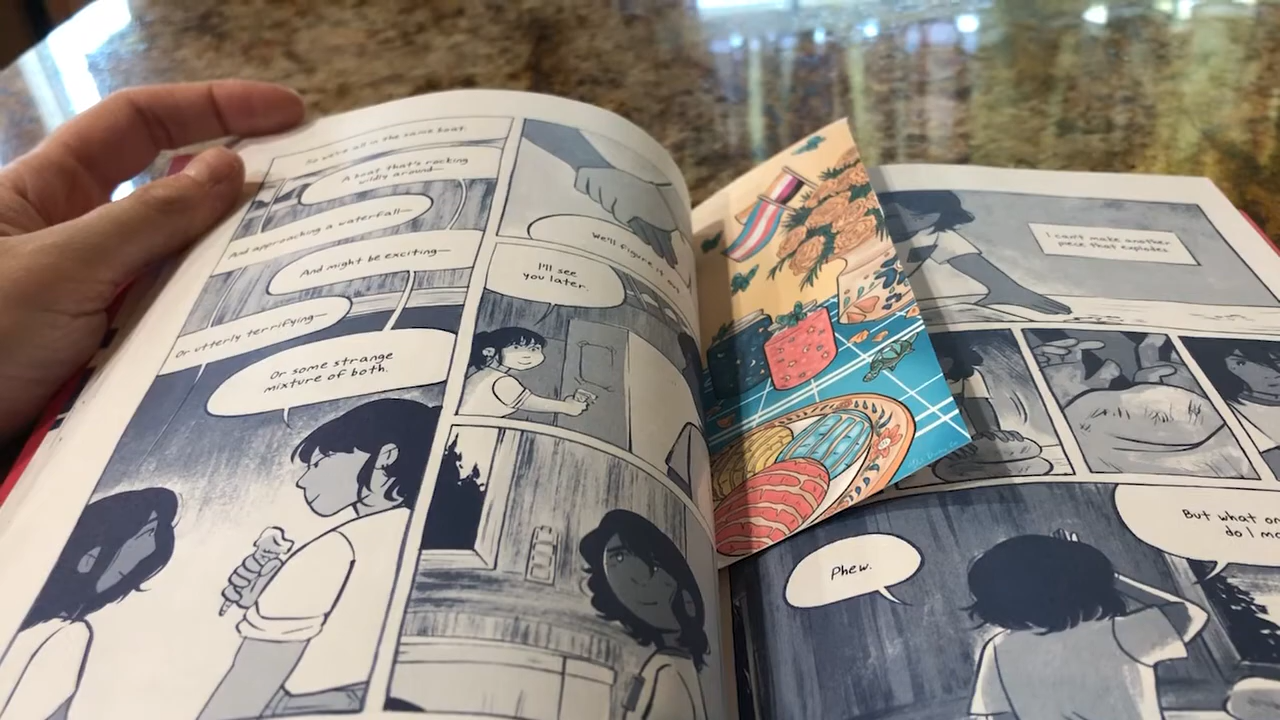 So we're all in the same boat.
A boat that's rocking
wildly around—
And approaching a waterfall—
And might be exciting—
Or utterly terrifying—
Or some strange
mixture of both.
We'll figure it out
I'll see
you later.
I can't make another
piece that explodes.
Phew.
But what
do I